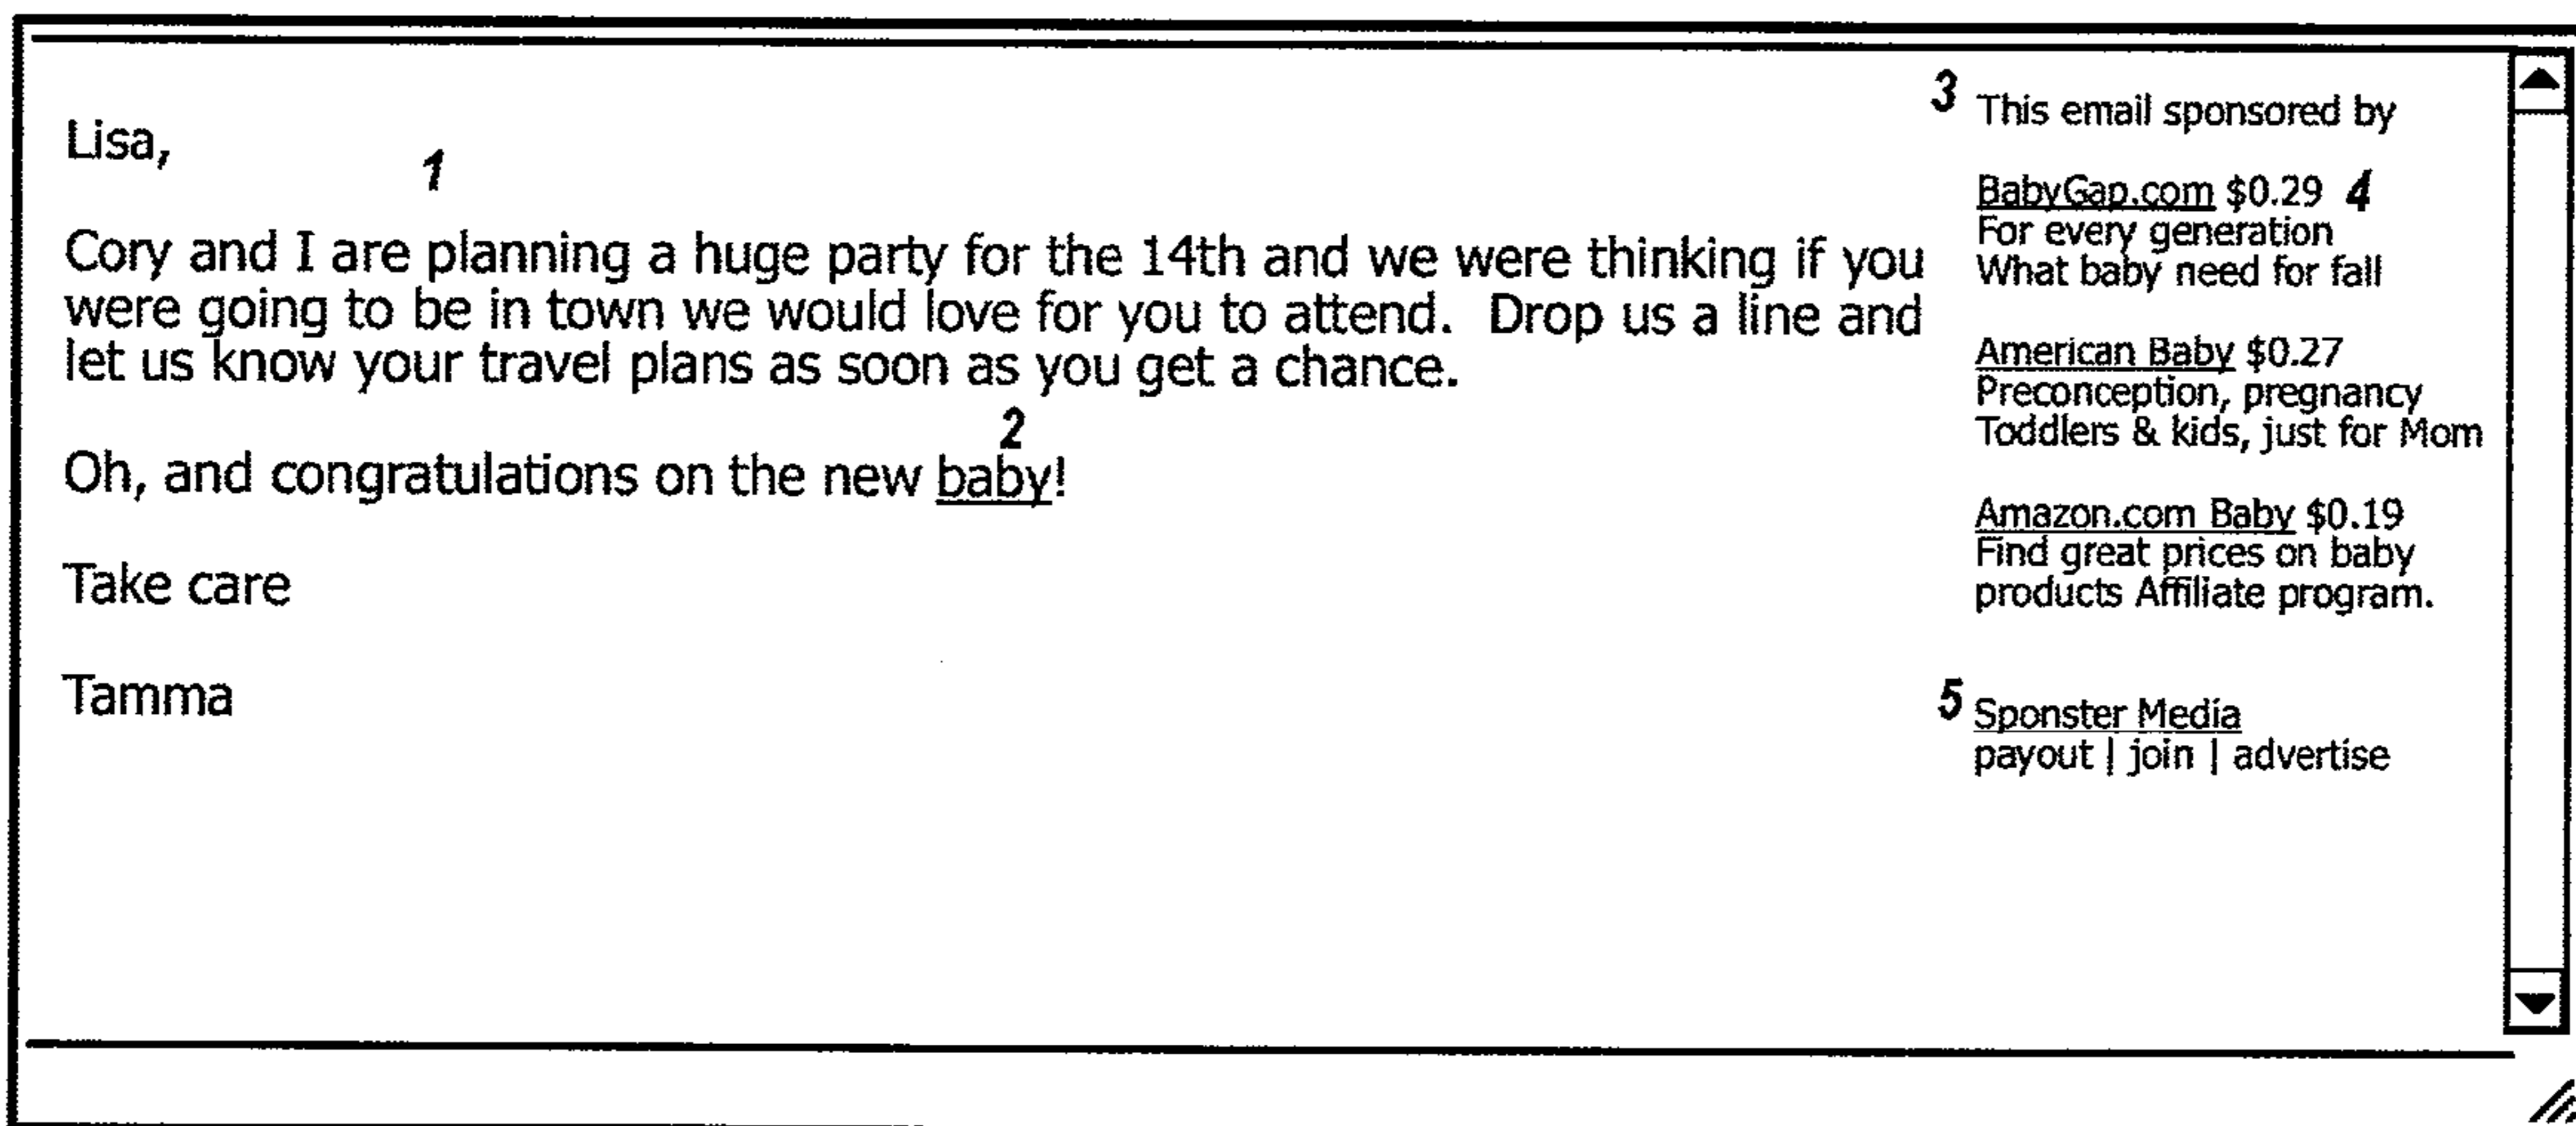 Lisa,
1
Cory and I are planning a huge party for the 14th and we were thinking if you
were going to be in town we would love for you to attend. Drop us a line and
let us know your travel plans as soon as you get a chance.
2
Oh, and congratulations on the new baby!
Take care
Tamma
3 This email sponsored by
BabyGap.com $0.29 4
For every generation
What baby need for fall
American Baby $0.27
Preconception, pregnancy
Toddlers & kids, just for Mom
Amazon.com Baby $0.19
Find great prices on baby
products Affiliate program.
5 Sponster Media
payout | join | advertise